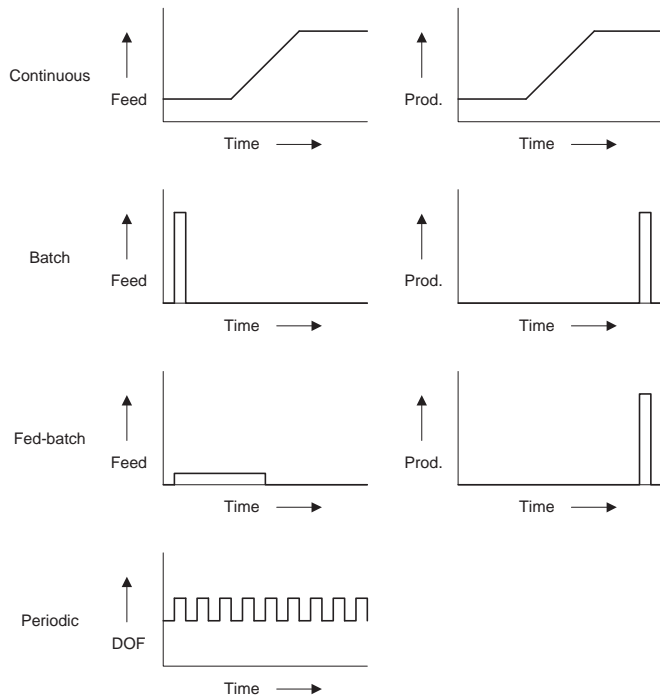 Continuous
Feed
Time
Prod.
Time
Batch
Feed
Time
Prod.
Time
Fed-batch
Feed
Time
Prod.
Time
Periodic
DOF
Time